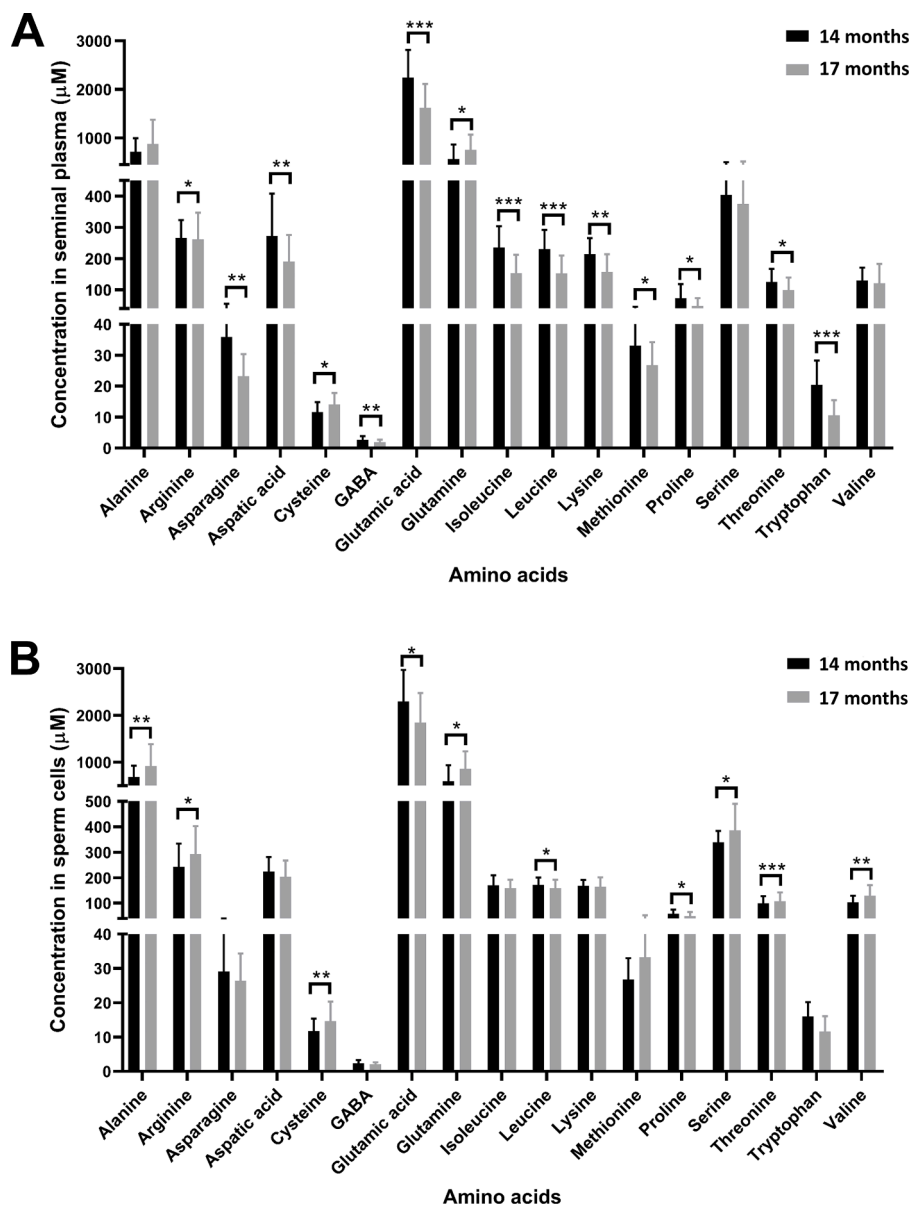 A
Concentration in seminal plasma (μM)
3000
2000
1000
400
300
200
100
40
30
20
10
0
***
*
**
*
**
*
**
***
***
**
*
*
*
***
14 months
17 months
Alanine
Arginine
Asparagine
Aspatic acid
Cysteine
GABA
Glutamic acid
Glutamine
Isoleucine
Leucine
Lysine
Methionine
Proline
Serine
Threonine
Tryptophan
Valine
Amino acids
B
Concentration in sperm cells (μM)
3000
2000
1000
500
400
300
200
100
40
30
20
10
0
*
**
*
*
**
*
*
*
***
**
14 months
17 months
Alanine
Arginine
Asparagine
Aspatic acid
Cysteine
GABA
Glutamic acid
Glutamine
Isoleucine
Leucine
Lysine
Methionine
Proline
Serine
Threonine
Tryptophan
Valine
Amino acids